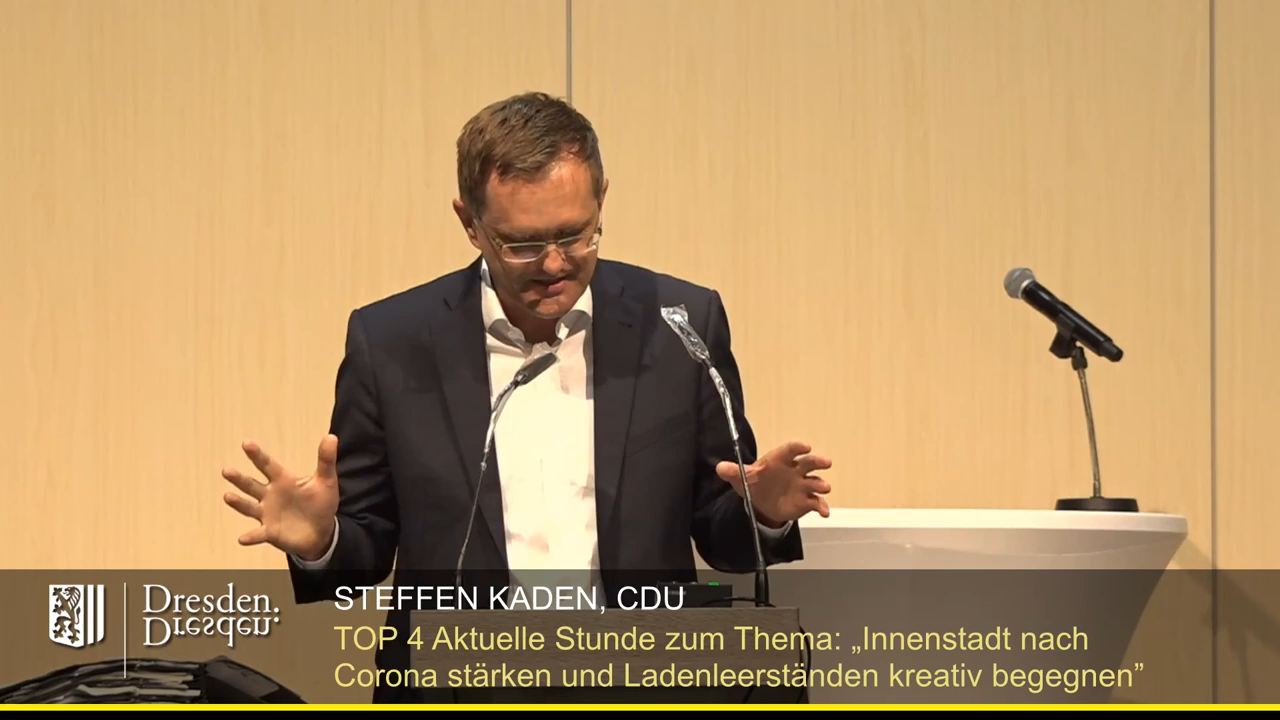 Dresden.
Dresden.
STEFFEN KADEN, CDU
TOP 4 Aktuelle Stunde zum Thema: „Innenstadt nach
Corona stärken und Ladenleerständen kreativ begegnen”